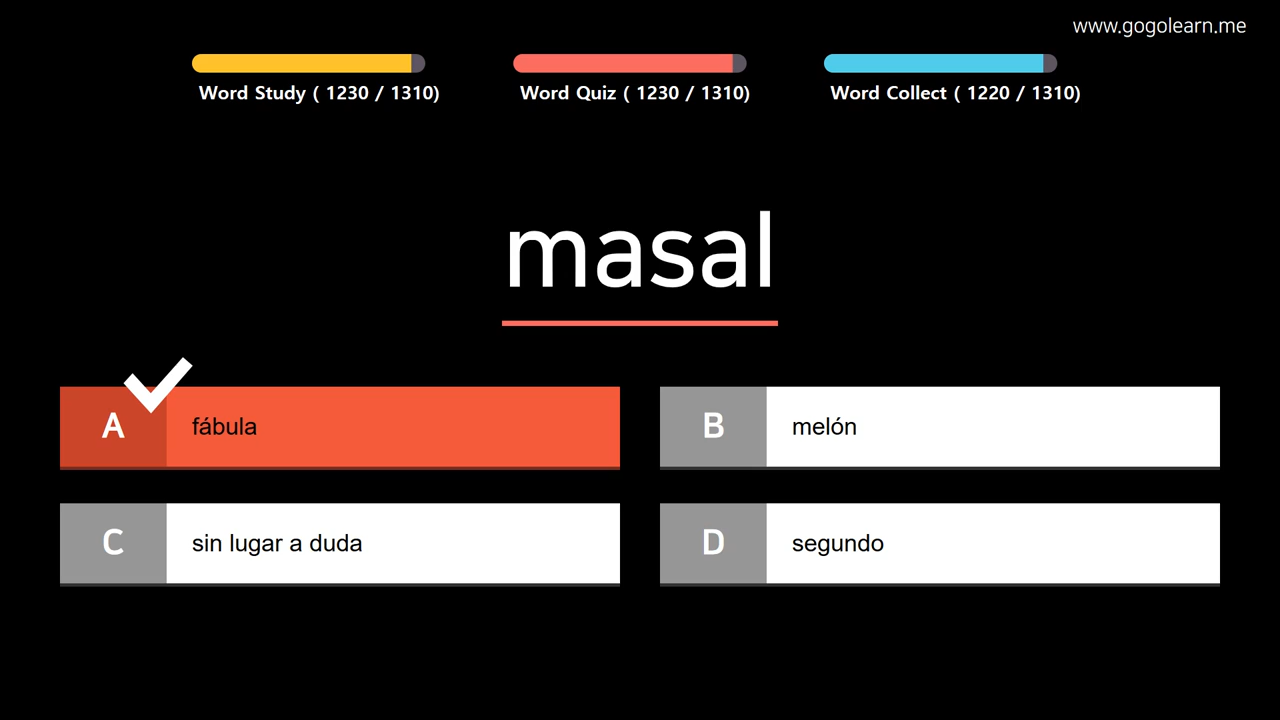 www.gogolearn.me
Word Study ( 1230 / 1310)
Word Quiz ( 1230 / 1310)
Word Collect ( 1220 / 1310)
masal
A fábula
B melón
C sin lugar a duda
D segundo